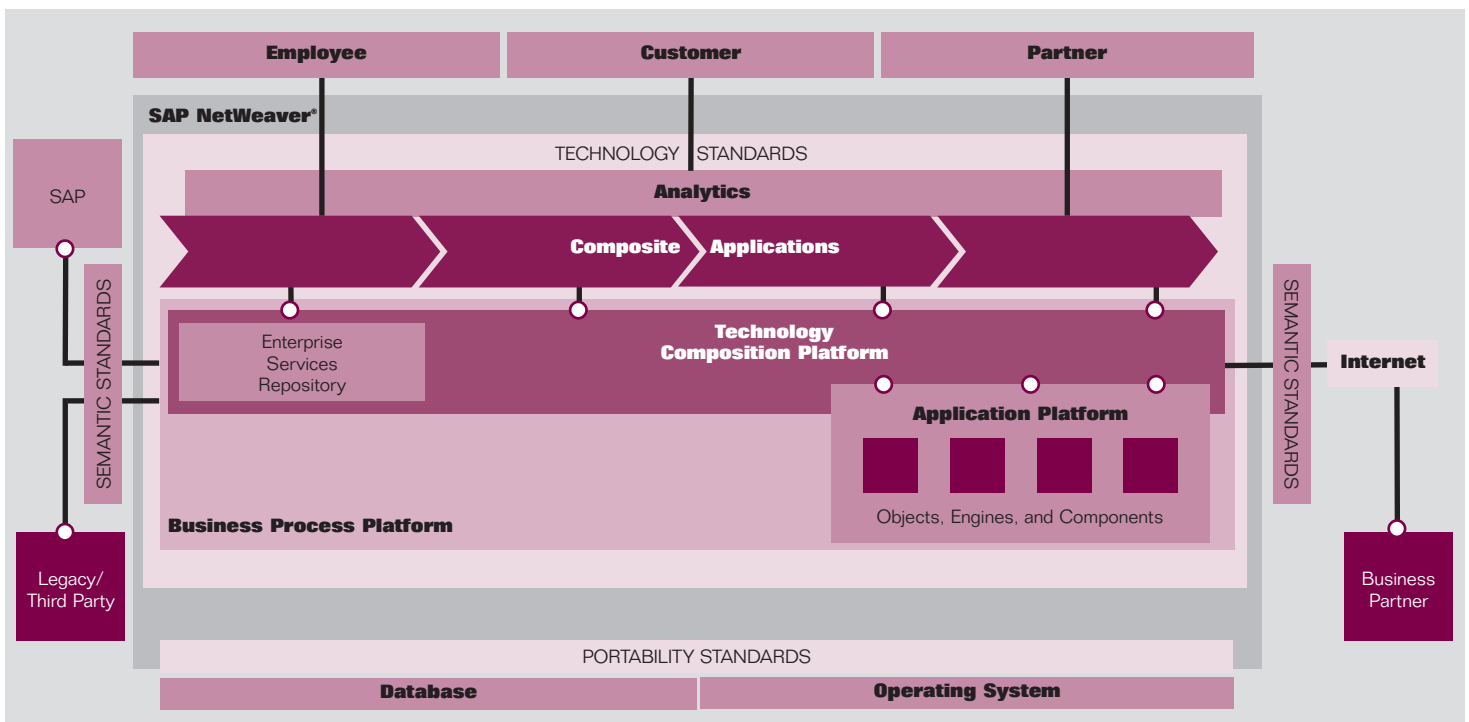 Employee
Customer
Partner
SAP NetWeaver®
TECHNOLOGY STANDARDS
SAP
Analytics
Composite Applications
SEMANTIC STANDARDS
Enterprise
Services
Repository
Technology
Composition Platform
SEMANTIC STANDARDS
Internet
Application Platform
Objects, Engines, and Components
Business Process Platform
Legacy/
Third Party
Business
Partner
PORTABILITY STANDARDS
Database
Operating System